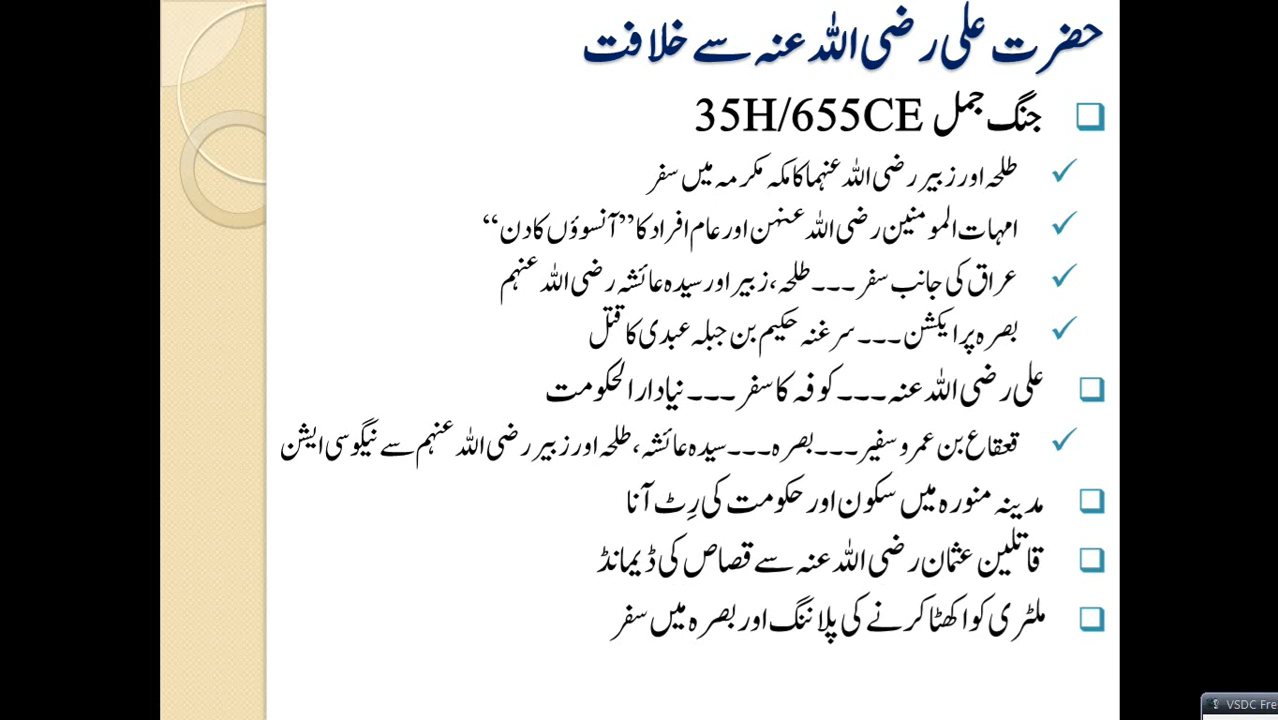 حضرت علی رضی اللہ عنہ سے خلافت
جنگ جمل 35H/655CE
طلحہ اور زبیر رضی اللہ عنہما کا مکہ مکرمہ میں سفر
امہات المومنین رضی اللہ عنہن اور عام افراد کا ”آنسوؤں کا دن“
عراق کی جانب سفر ۔۔۔ طلحہ، زبیر اور سیدہ عائشہ رضی اللہ عنہم
بصرہ پر ایکشن ۔۔۔ سرغنہ حکیم بن جبلہ عبدی کا قتل
علی رضی اللہ عنہ ۔۔۔ کوفہ کا سفر ۔۔۔ نیا دار الحکومت
قعقاع بن عمرو سفیر ۔۔۔ بصرہ ۔۔۔ سیدہ عائشہ، طلحہ اور زبیر رضی اللہ عنہم سے نیگوسی ایشن
مدینہ منورہ میں سکون اور حکومت کی رِٹ آنا
قاتلین عثمان رضی اللہ عنہ سے قصاص کی ڈیمانڈ
ملٹری کو اکھٹا کرنے کی پلاننگ اور بصرہ میں سفر
VSDC Fre